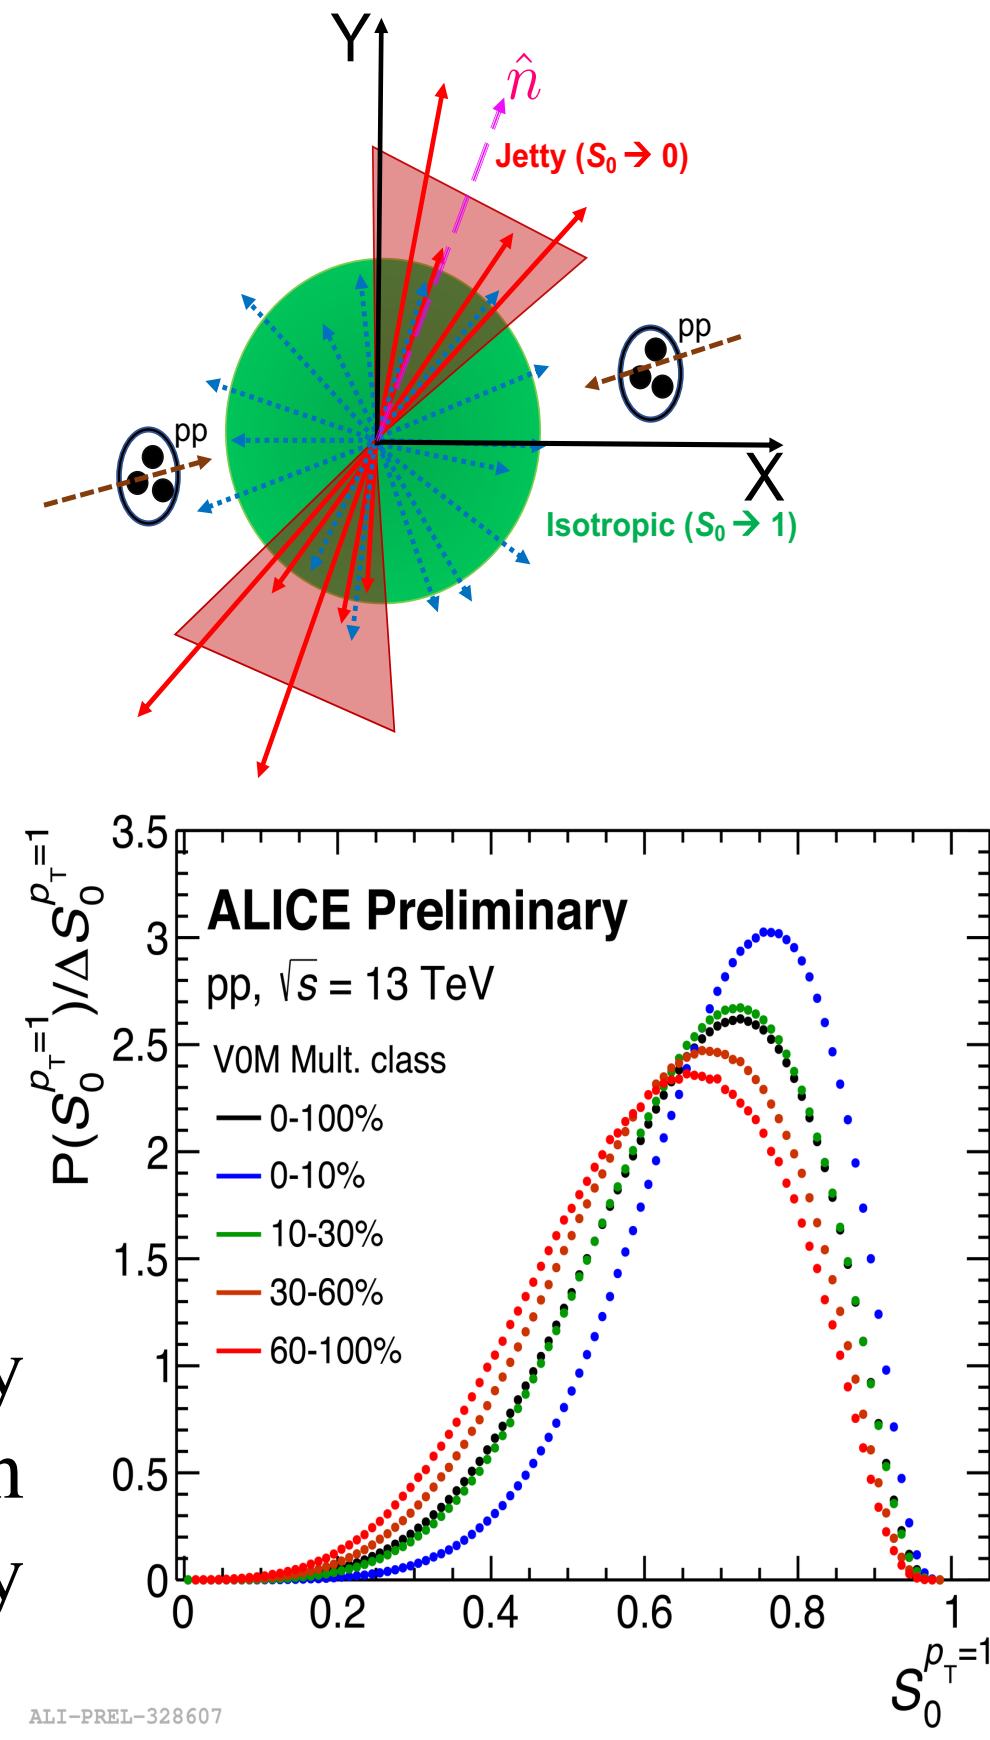 Y
n̂
Jetty (S₀ → 0)
pp
pp
X
Isotropic (S₀ → 1)
P(S₀^{p_T=1})/ΔS₀^{p_T=1}
3.5
3
2.5
2
1.5
1
0.5
0
ALICE Preliminary
pp, √s = 13 TeV
V0M Mult. class
0-100%
0-10%
10-30%
30-60%
60-100%
y
n
y
0 0.2 0.4 0.6 0.8 1
S₀^{p_T=1}
ALI-PREL-328607